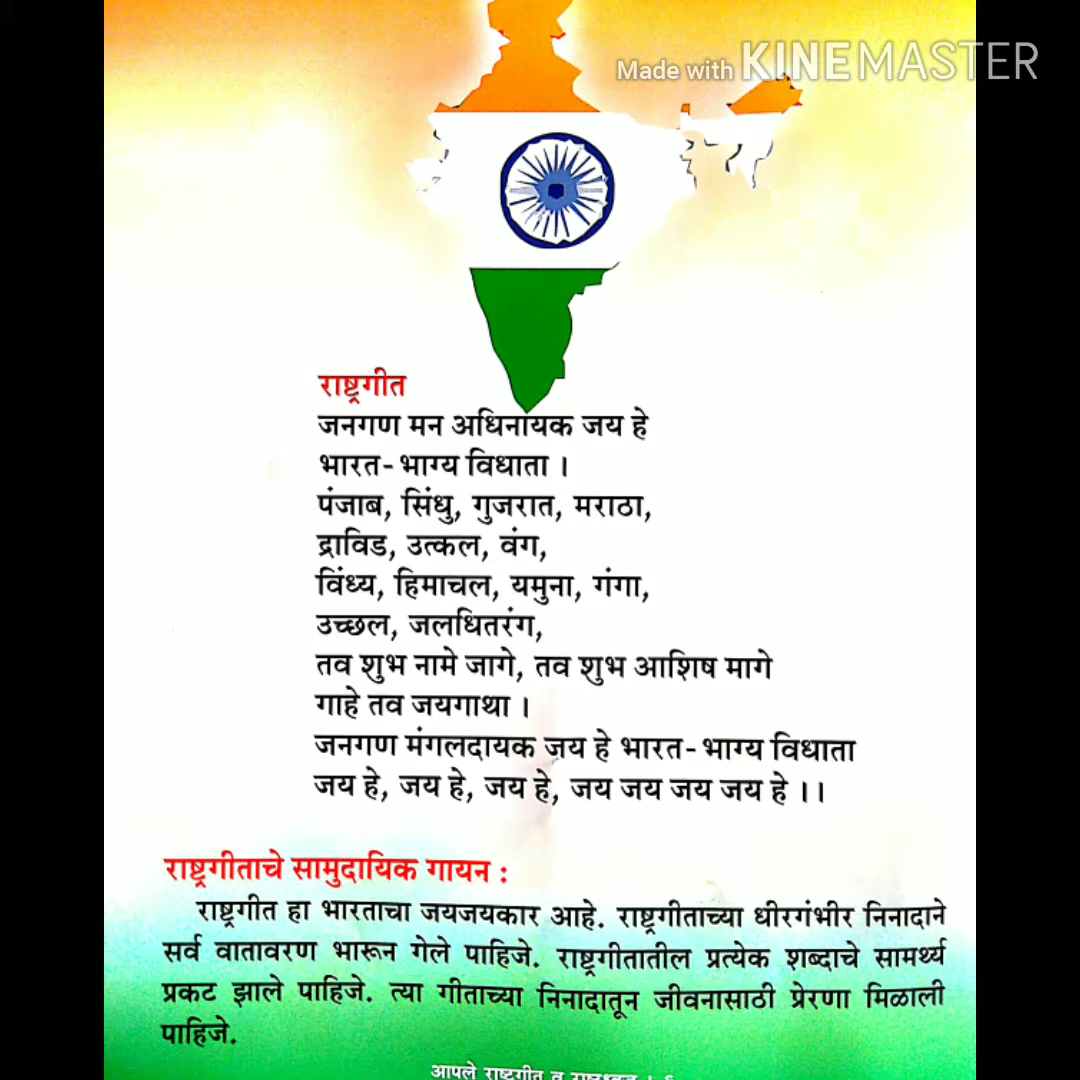 Made with KINEMASTER
राष्ट्रगीत
जनगण मन अधिनायक जय हे
भारत-भाग्य विधाता ।
पंजाब, सिंधु, गुजरात, मराठा,
द्राविड, उत्कल, वंग,
विंध्य, हिमाचल, यमुना, गंगा,
उच्छल, जलधितरंग,
तव शुभ नामे जागे, तव शुभ आशिष मागे
गाहे तव जयगाथा ।
जनगण मंगलदायक जय हे भारत-भाग्य विधाता
जय हे, जय हे, जय हे, जय जय जय जय हे ।।
राष्ट्रगीताचे सामुदायिक गायन :
राष्ट्रगीत हा भारताचा जयजयकार आहे. राष्ट्रगीताच्या धीरगंभीर निनादाने
सर्व वातावरण भारून गेले पाहिजे. राष्ट्रगीतातील प्रत्येक शब्दाचे सामर्थ्य
प्रकट झाले पाहिजे. त्या गीताच्या निनादातून जीवनासाठी प्रेरणा मिळाली
पाहिजे.
आपले राष्ट्रगीत व